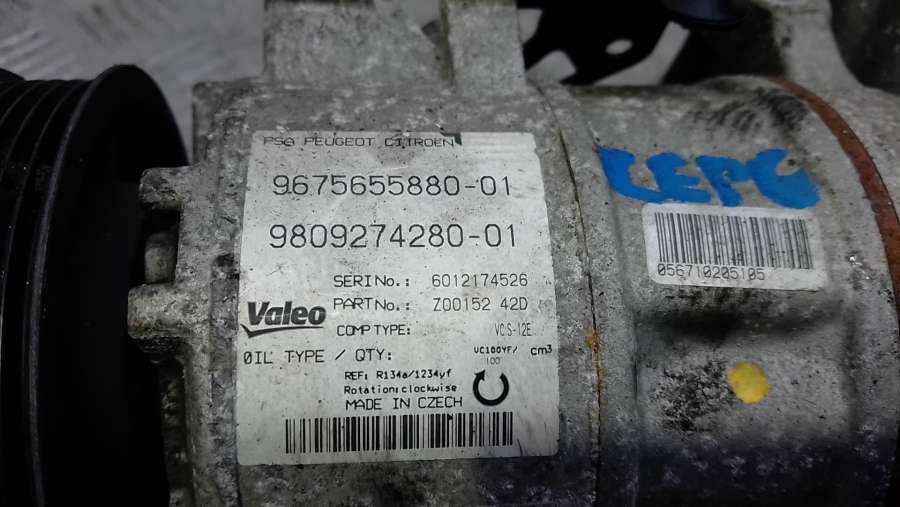 PSA PEUGEOT CITROEN
9675655880-01
9809274280-01
SERI No.: 6012174526
PART No.: Z00152 42D
Valeo
COMP TYPE: VCS-12E
OIL TYPE / QTY: VC100YF/ 100 cm3
REF: R134a/1234yf
Rotation:clockwise
MADE IN CZECH
056710205105